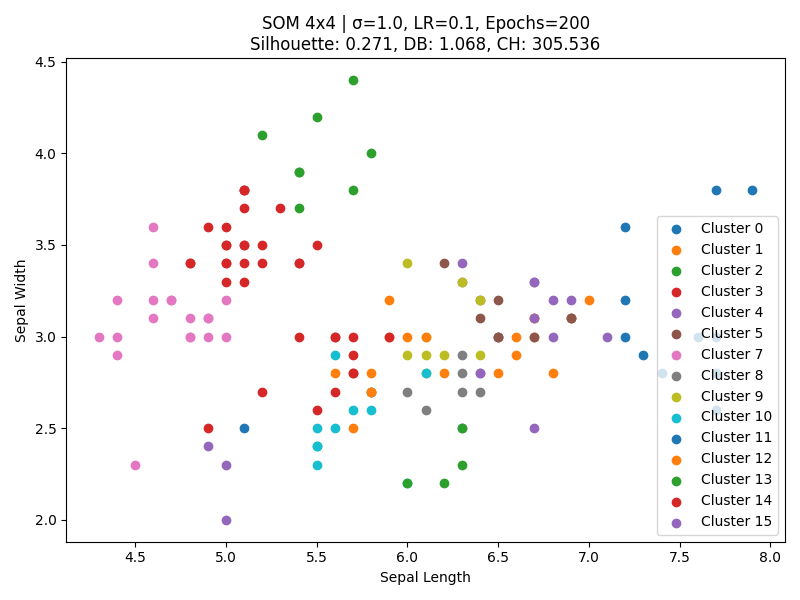 SOM 4x4 | σ=1.0, LR=0.1, Epochs=200
Silhouette: 0.271, DB: 1.068, CH: 305.536
4.5
4.0
3.5
3.0
2.5
2.0
Sepal Width
Cluster 0
Cluster 1
Cluster 2
Cluster 3
Cluster 4
Cluster 5
Cluster 7
Cluster 8
Cluster 9
Cluster 10
Cluster 11
Cluster 12
Cluster 13
Cluster 14
Cluster 15
4.5 5.0 5.5 6.0 6.5 7.0 7.5 8.0
Sepal Length